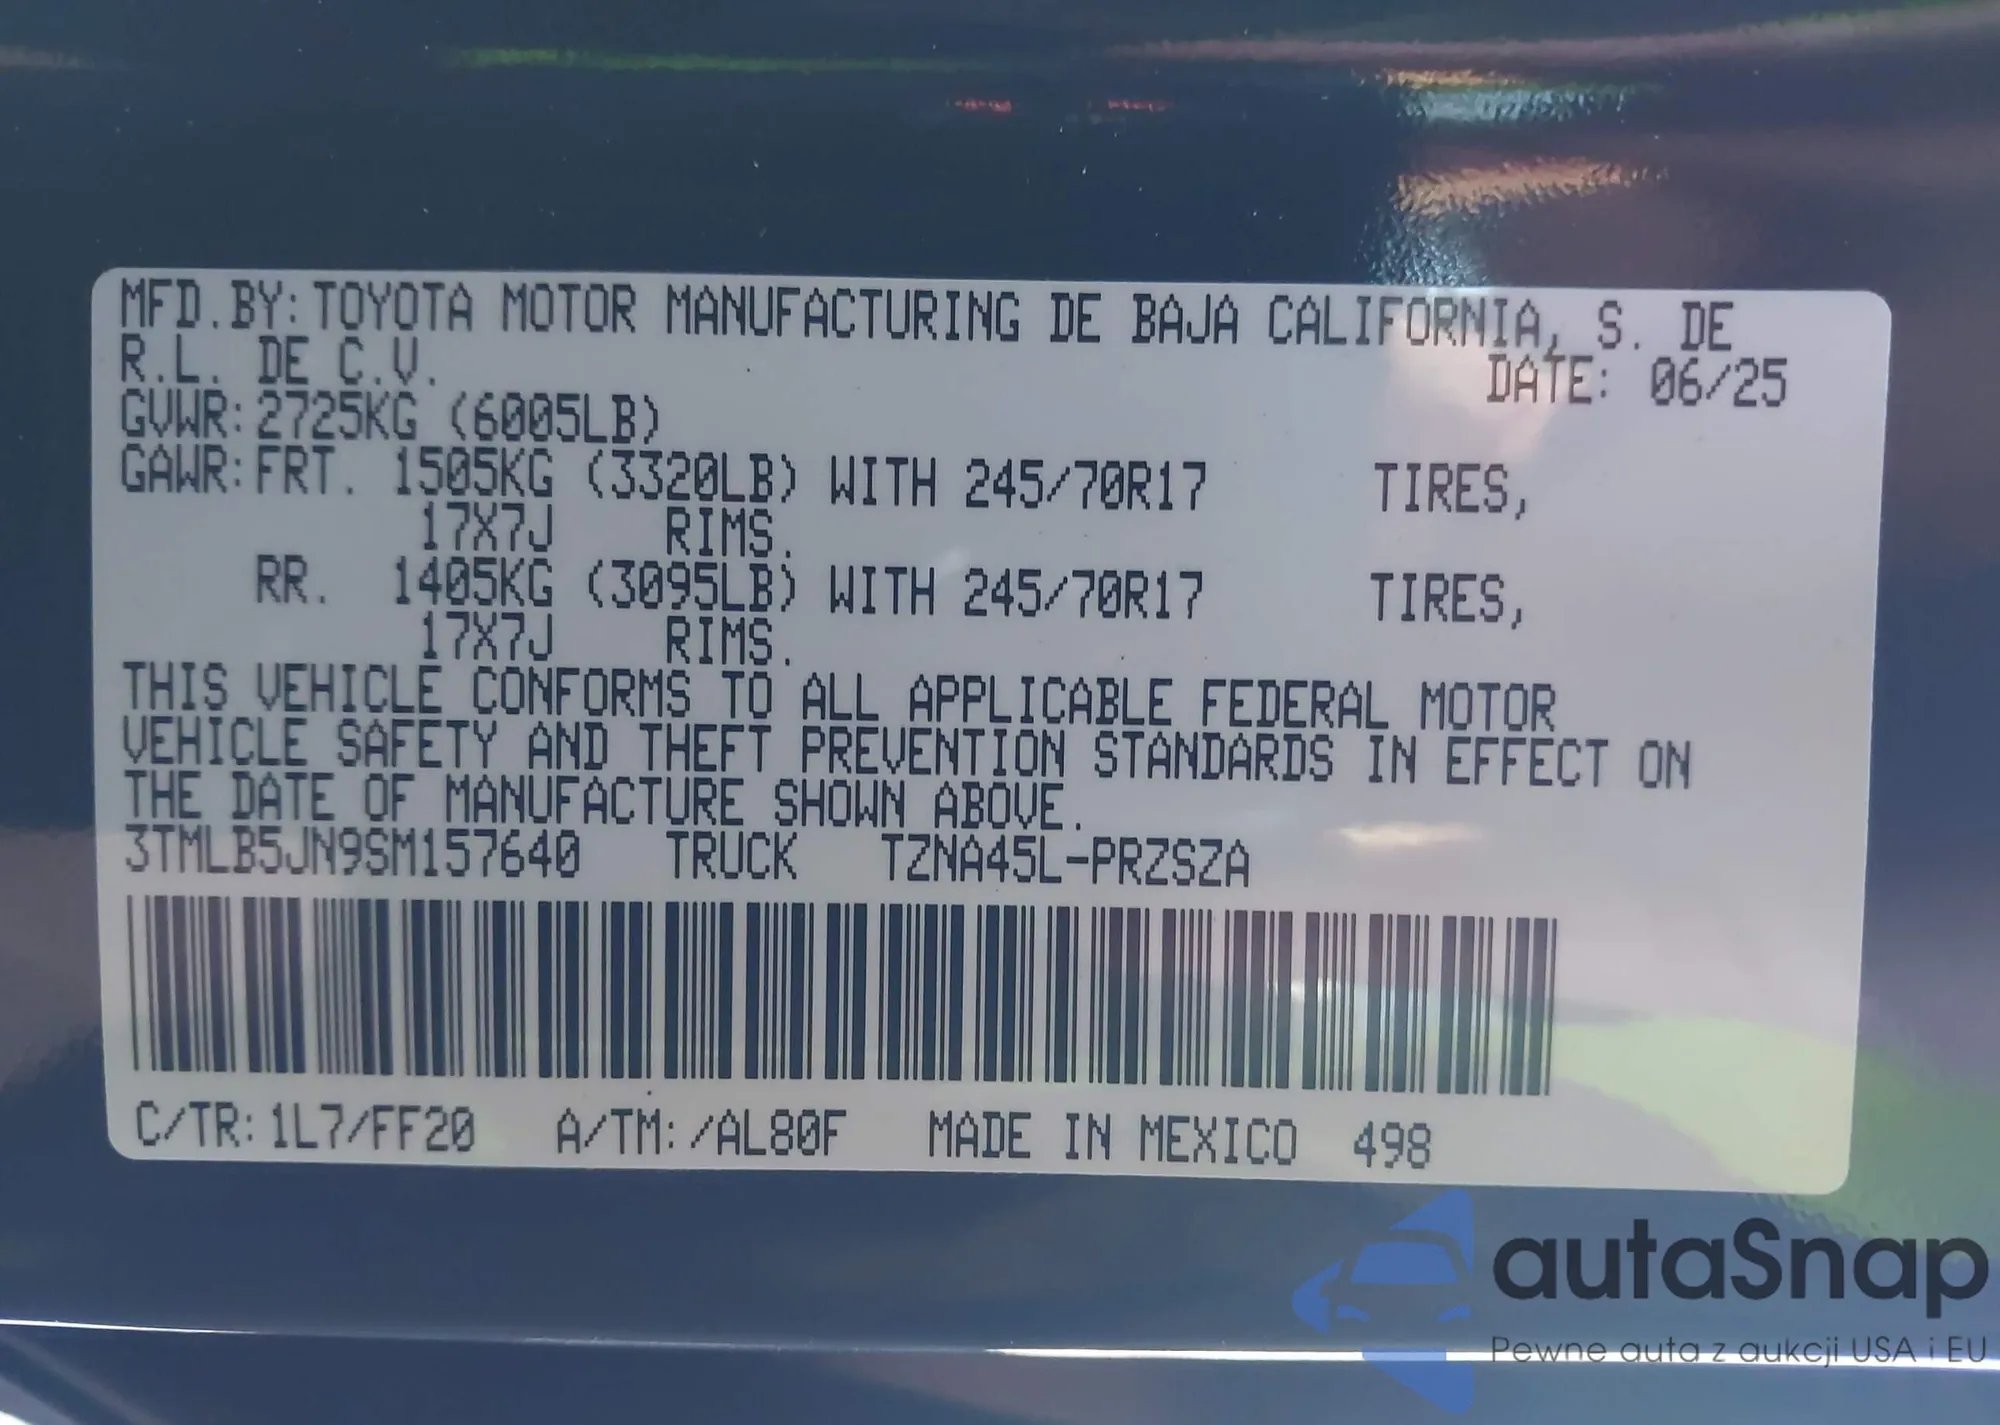 MFD.BY:TOYOTA MOTOR MANUFACTURING DE BAJA CALIFORNIA, S. DE
R.L. DE C.V.
DATE: 06/25
GVWR:2725KG (6005LB)
GAWR:FRT. 1505KG (3320LB) WITH 245/70R17 TIRES,
17X7J RIMS.
RR. 1405KG (3095LB) WITH 245/70R17 TIRES,
17X7J RIMS.
THIS VEHICLE CONFORMS TO ALL APPLICABLE FEDERAL MOTOR
VEHICLE SAFETY AND THEFT PREVENTION STANDARDS IN EFFECT ON
THE DATE OF MANUFACTURE SHOWN ABOVE.
3TMLB5JN9SM157640 TRUCK TZNA45L-PRZSZA
C/TR:1L7/FF20 A/TM:/AL80F MADE IN MEXICO 498
autaSnap
Pewne auta z aukcji USA i EU